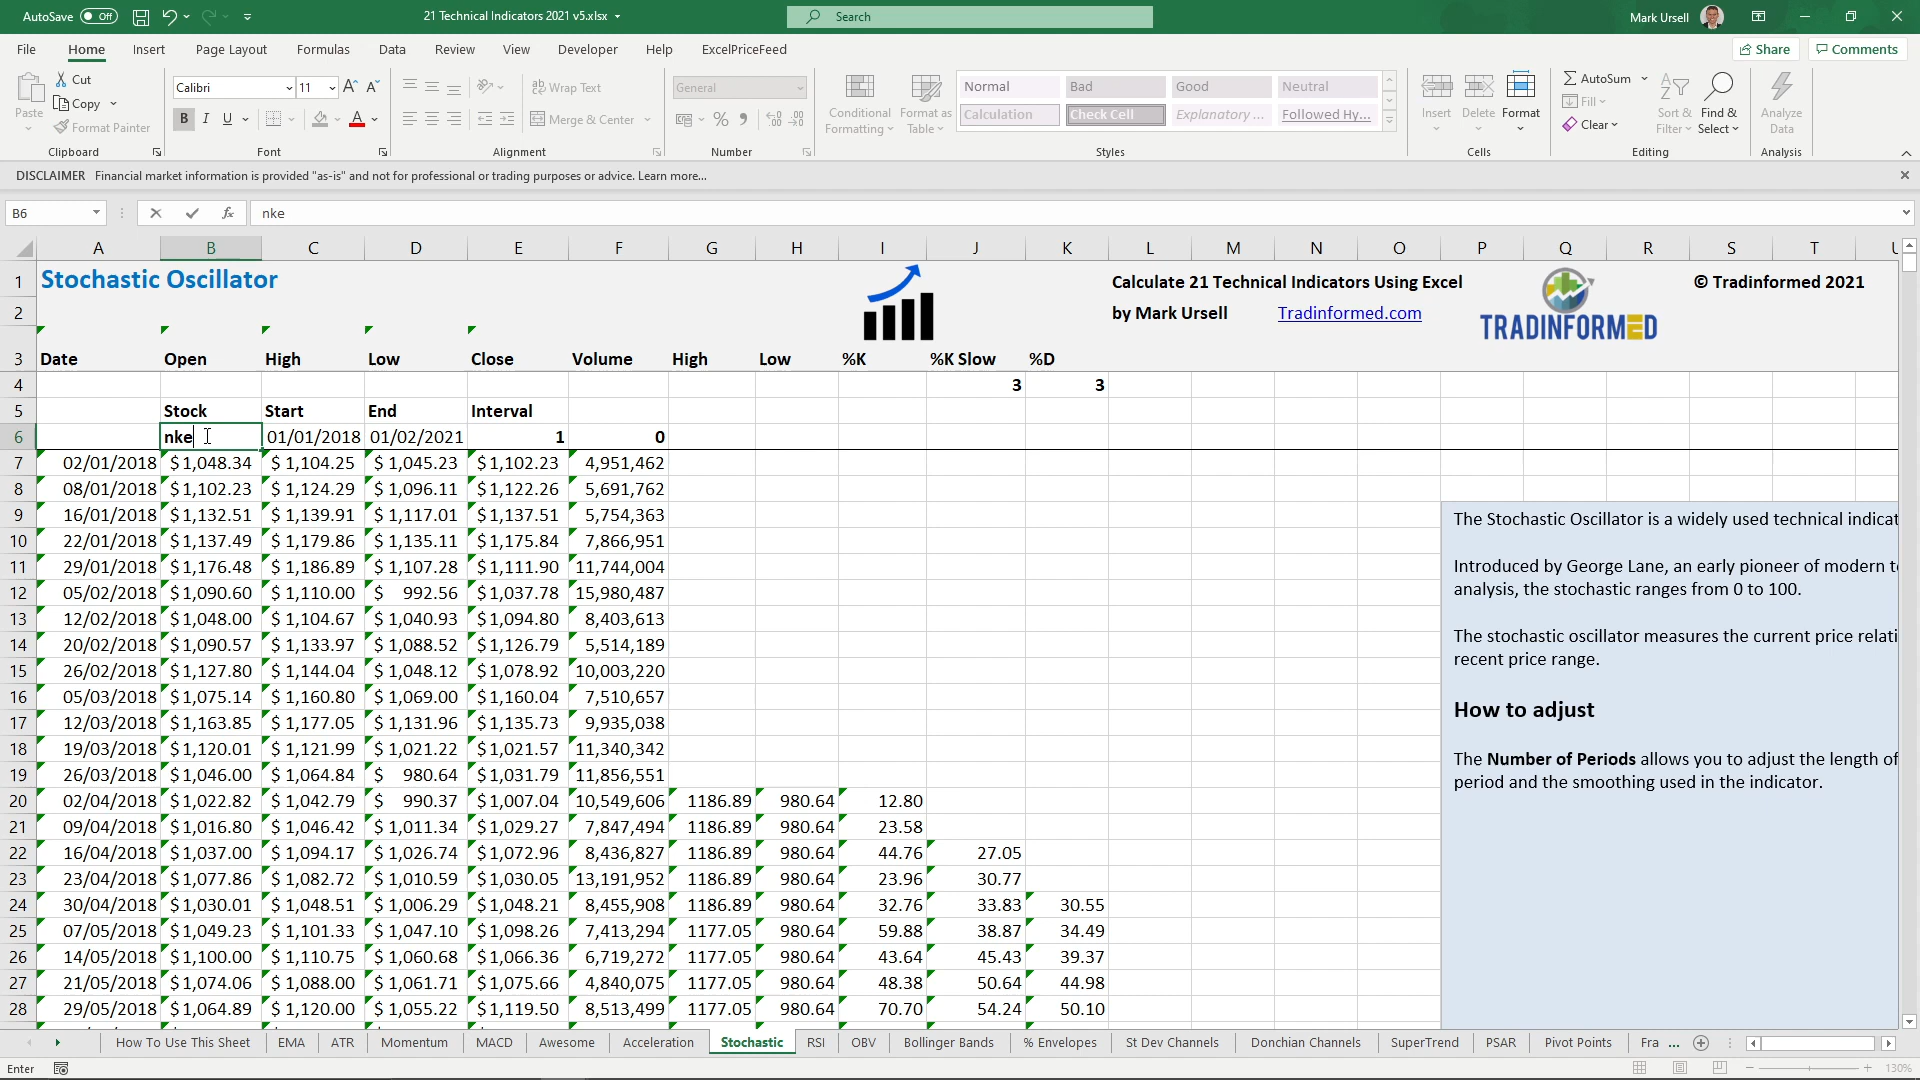 AutoSave Off 21 Technical Indicators 2021 v5.xlsx Search Mark Ursell
File Home Insert Page Layout Formulas Data Review View Developer Help ExcelPriceFeed Share Comments
Paste Cut Copy Format Painter Clipboard
Calibri 11 A A B I U A Font
Wrap Text Merge & Center Alignment
General % Number
Conditional Formatting Format as Table
Normal Bad Good Neutral
Calculation Check Cell Explanatory ... Followed Hy...
Styles
Insert Delete Format Cells
AutoSum Fill Clear Sort & Filter Find & Select Editing
Analyze Data Analysis
DISCLAIMER Financial market information is provided "as-is" and not for professional or trading purposes or advice. Learn more...
B6 fx nke
A B C D E F G H I J K L M N O P Q R S T U
1 Stochastic Oscillator Calculate 21 Technical Indicators Using Excel © Tradinformed 2021
2 by Mark Ursell Tradinformed.com TRADINFORMED
3 Date Open High Low Close Volume High Low %K %K Slow %D
4 3 3
5 Stock Start End Interval
6 nke 01/01/2018 01/02/2021 1 0
7 02/01/2018 $ 1,048.34 $ 1,104.25 $ 1,045.23 $ 1,102.23 4,951,462
8 08/01/2018 $ 1,102.23 $ 1,124.29 $ 1,096.11 $ 1,122.26 5,691,762
9 16/01/2018 $ 1,132.51 $ 1,139.91 $ 1,117.01 $ 1,137.51 5,754,363
10 22/01/2018 $ 1,137.49 $ 1,179.86 $ 1,135.11 $ 1,175.84 7,866,951
11 29/01/2018 $ 1,176.48 $ 1,186.89 $ 1,107.28 $ 1,111.90 11,744,004
12 05/02/2018 $ 1,090.60 $ 1,110.00 $ 992.56 $ 1,037.78 15,980,487
13 12/02/2018 $ 1,048.00 $ 1,104.67 $ 1,040.93 $ 1,094.80 8,403,613
14 20/02/2018 $ 1,090.57 $ 1,133.97 $ 1,088.52 $ 1,126.79 5,514,189
15 26/02/2018 $ 1,127.80 $ 1,144.04 $ 1,048.12 $ 1,078.92 10,003,220
16 05/03/2018 $ 1,075.14 $ 1,160.80 $ 1,069.00 $ 1,160.04 7,510,657
17 12/03/2018 $ 1,163.85 $ 1,177.05 $ 1,131.96 $ 1,135.73 9,935,038
18 19/03/2018 $ 1,120.01 $ 1,121.99 $ 1,021.22 $ 1,021.57 11,340,342
19 26/03/2018 $ 1,046.00 $ 1,064.84 $ 980.64 $ 1,031.79 11,856,551
20 02/04/2018 $ 1,022.82 $ 1,042.79 $ 990.37 $ 1,007.04 10,549,606 1186.89 980.64 12.80
21 09/04/2018 $ 1,016.80 $ 1,046.42 $ 1,011.34 $ 1,029.27 7,847,494 1186.89 980.64 23.58
22 16/04/2018 $ 1,037.00 $ 1,094.17 $ 1,026.74 $ 1,072.96 8,436,827 1186.89 980.64 44.76 27.05
23 23/04/2018 $ 1,077.86 $ 1,082.72 $ 1,010.59 $ 1,030.05 13,191,952 1186.89 980.64 23.96 30.77
24 30/04/2018 $ 1,030.01 $ 1,048.51 $ 1,006.29 $ 1,048.21 8,455,908 1186.89 980.64 32.76 33.83 30.55
25 07/05/2018 $ 1,049.23 $ 1,101.33 $ 1,047.10 $ 1,098.26 7,413,294 1177.05 980.64 59.88 38.87 34.49
26 14/05/2018 $ 1,100.00 $ 1,110.75 $ 1,060.68 $ 1,066.36 6,719,272 1177.05 980.64 43.64 45.43 39.37
27 21/05/2018 $ 1,074.06 $ 1,088.00 $ 1,061.71 $ 1,075.66 4,840,075 1177.05 980.64 48.38 50.64 44.98
28 29/05/2018 $ 1,064.89 $ 1,120.00 $ 1,055.22 $ 1,119.50 8,513,499 1177.05 980.64 70.70 54.24 50.10
The Stochastic Oscillator is a widely used technical indicat
Introduced by George Lane, an early pioneer of modern t
analysis, the stochastic ranges from 0 to 100.
The stochastic oscillator measures the current price relati
recent price range.
How to adjust
The Number of Periods allows you to adjust the length of
period and the smoothing used in the indicator.
How To Use This Sheet EMA ATR Momentum MACD Awesome Acceleration Stochastic RSI OBV Bollinger Bands % Envelopes St Dev Channels Donchian Channels SuperTrend PSAR Pivot Points Fra ...
Enter 130%